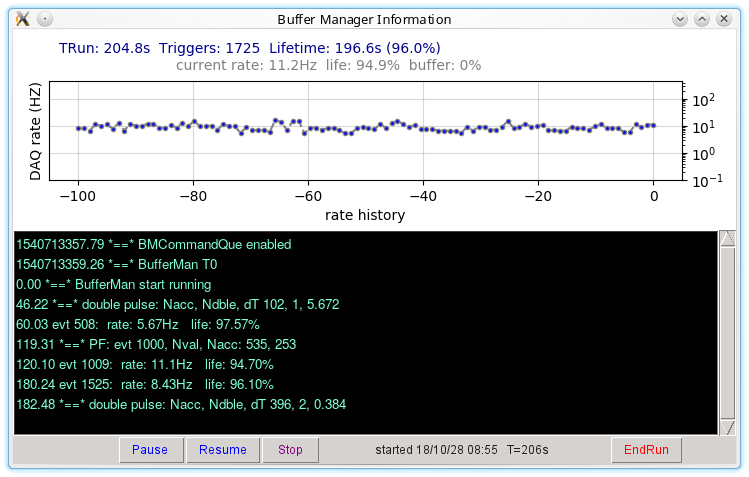 Buffer Manager Information
TRun: 204.8s  Triggers: 1725  Lifetime: 196.6s (96.0%)
current rate: 11.2Hz  life: 94.9%  buffer: 0%
DAQ rate (HZ)
10²
10¹
10⁰
10⁻¹
−100 −80 −60 −40 −20 0
rate history
1540713357.79 *==* BMCommandQue enabled
1540713359.26 *==* BufferMan T0
0.00 *==* BufferMan start running
46.22 *==* double pulse: Nacc, Ndble, dT 102, 1, 5.672
60.03 evt 508:  rate: 5.67Hz   life: 97.57%
119.31 *==* PF: evt 1000, Nval, Nacc: 535, 253
120.10 evt 1009:  rate: 11.1Hz   life: 94.70%
180.24 evt 1525:  rate: 8.43Hz   life: 96.10%
182.48 *==* double pulse: Nacc, Ndble, dT 396, 2, 0.384
Pause Resume Stop started 18/10/28 08:55  T=206s EndRun